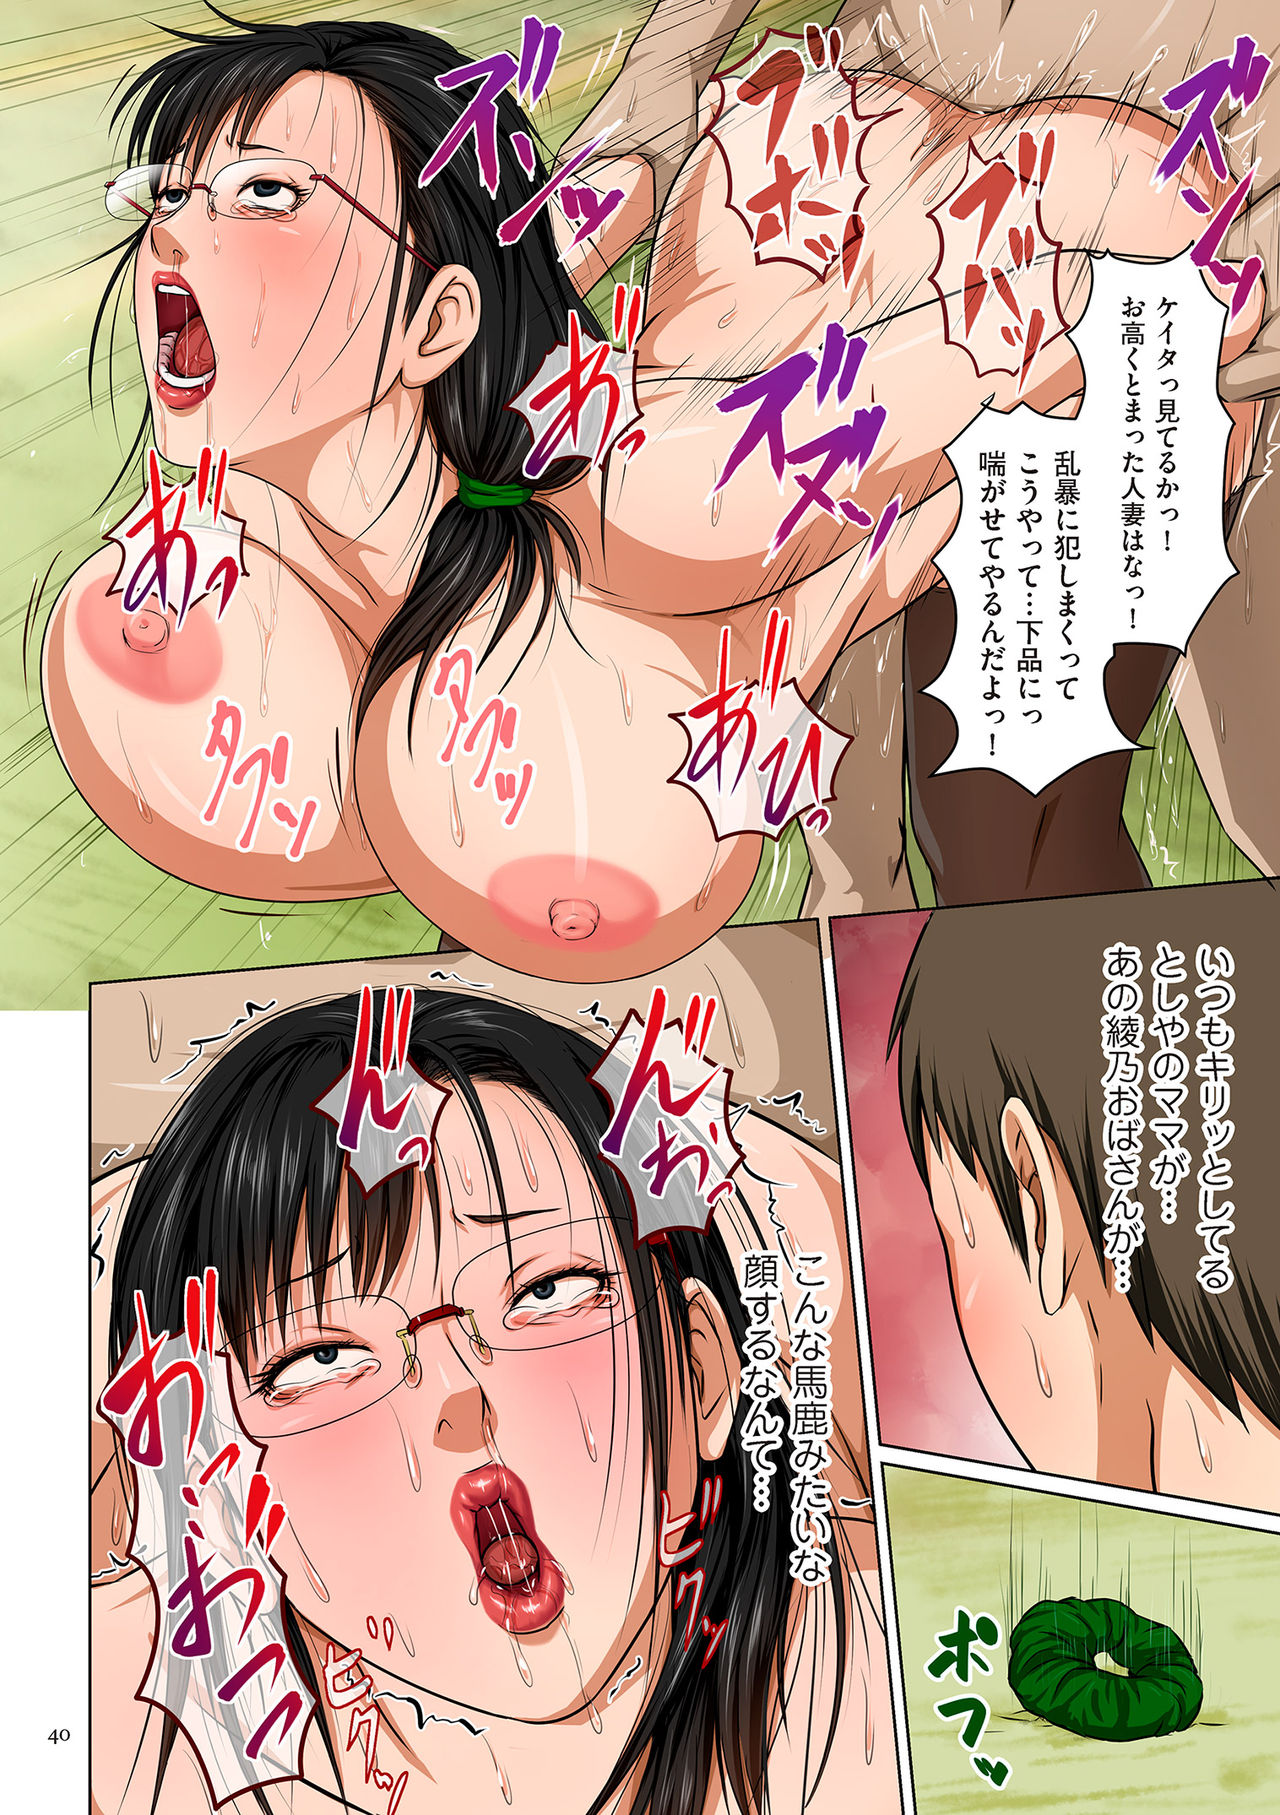 ズンッ
ブボッ
ブバッ
ズンッ
ケイタっ見てるかっ！
お高くとまった人妻はなっ！
乱暴に犯しまくって
こうやって…下品にっ
喘がせてやるんだよっ！
あぁっ
ズヌンッ
あぁっ
あひっ
タプッ
タプッ
いつもキリッとしてる
としやのママが…
あの綾乃おばさんが…
んっ
んおっ
こんな馬鹿みたいな
顔するなんて…
おっおっ
ビクッ
ビクッ
ポフッ
40